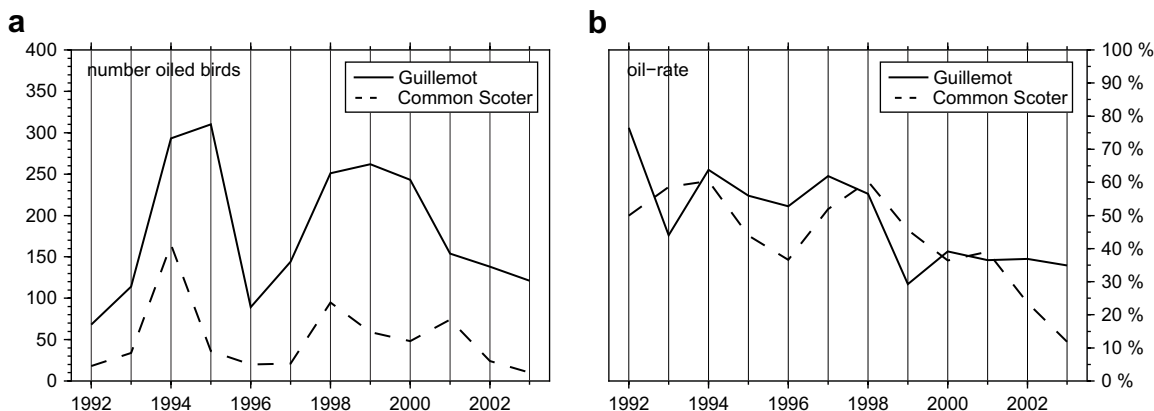 a
400
350
300
250
200
150
100
50
0
number oiled birds
Guillemot
Common Scoter
1992 1994 1996 1998 2000 2002
b
oil−rate
Guillemot
Common Scoter
100 %
90 %
80 %
70 %
60 %
50 %
40 %
30 %
20 %
10 %
0 %
1992 1994 1996 1998 2000 2002